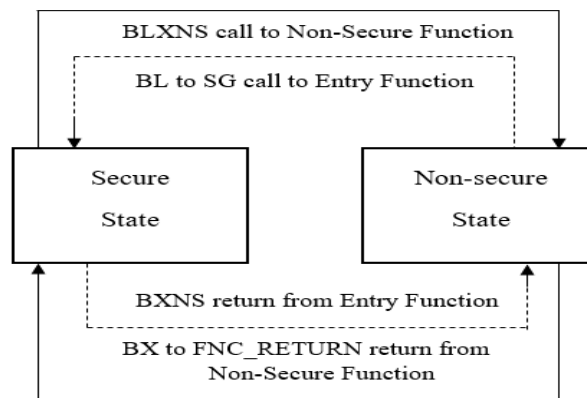 BLXNS call to Non-Secure Function
BL to SG call to Entry Function
Secure
State
Non-secure
State
BXNS return from Entry Function
BX to FNC_RETURN return from
Non-Secure Function